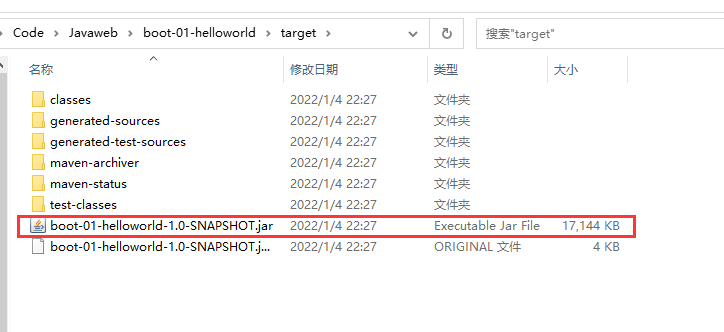 Code > Javaweb > boot-01-helloworld > target > 搜索"target"
名称 修改日期 类型 大小
classes 2022/1/4 22:27 文件夹
generated-sources 2022/1/4 22:27 文件夹
generated-test-sources 2022/1/4 22:27 文件夹
maven-archiver 2022/1/4 22:27 文件夹
maven-status 2022/1/4 22:27 文件夹
test-classes 2022/1/4 22:27 文件夹
boot-01-helloworld-1.0-SNAPSHOT.jar 2022/1/4 22:27 Executable Jar File 17,144 KB
boot-01-helloworld-1.0-SNAPSHOT.j... 2022/1/4 22:27 ORIGINAL 文件 4 KB